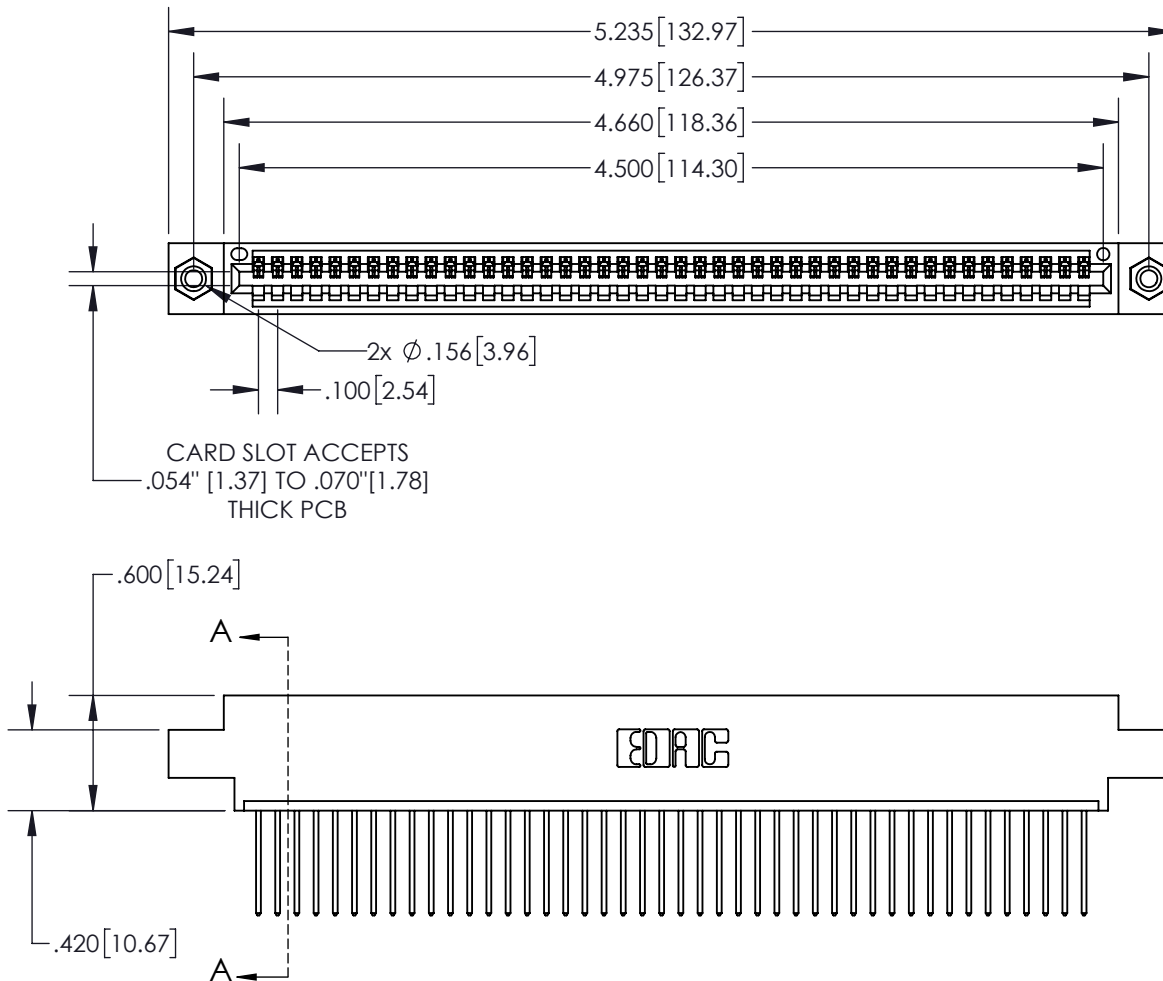 5.235[132.97]
4.975[126.37]
4.660[118.36]
4.500[114.30]
2x Ø.156[3.96]
.100[2.54]
CARD SLOT ACCEPTS
.054" [1.37] TO .070"[1.78]
THICK PCB
.600[15.24]
A
EDAC
.420[10.67]
A